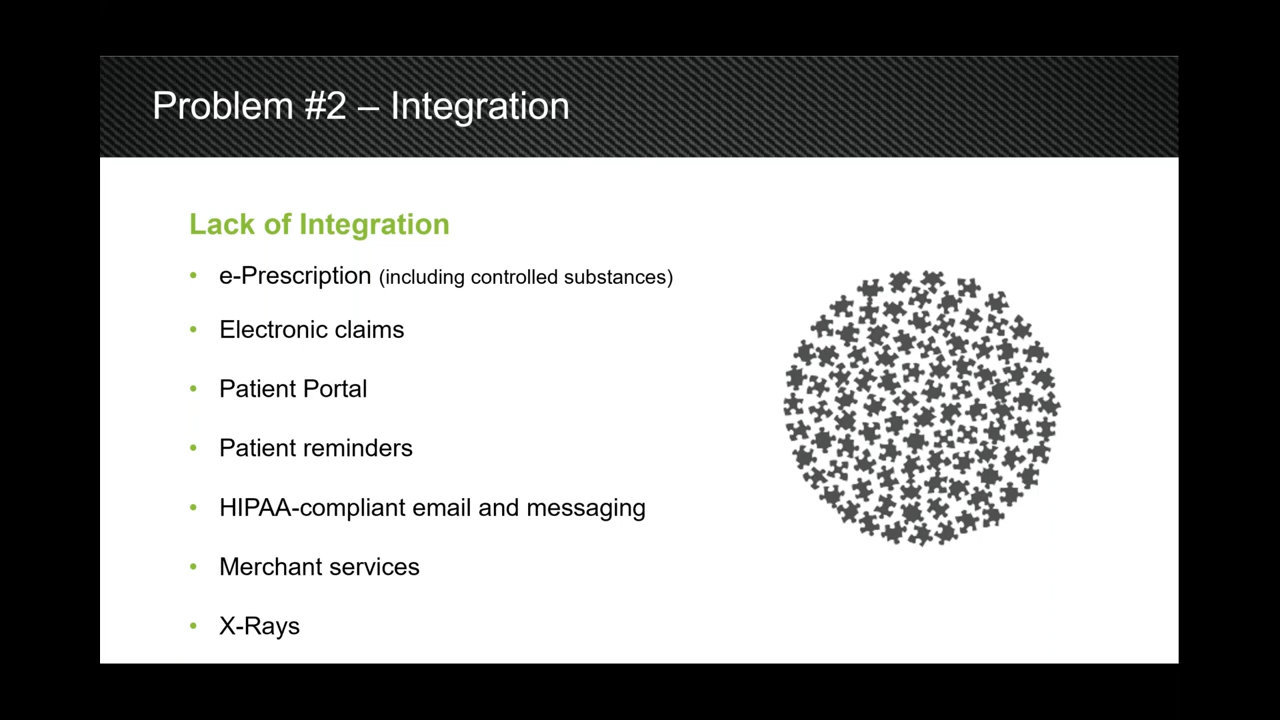 Problem #2 – Integration
Lack of Integration
• e-Prescription (including controlled substances)
• Electronic claims
• Patient Portal
• Patient reminders
• HIPAA-compliant email and messaging
• Merchant services
• X-Rays